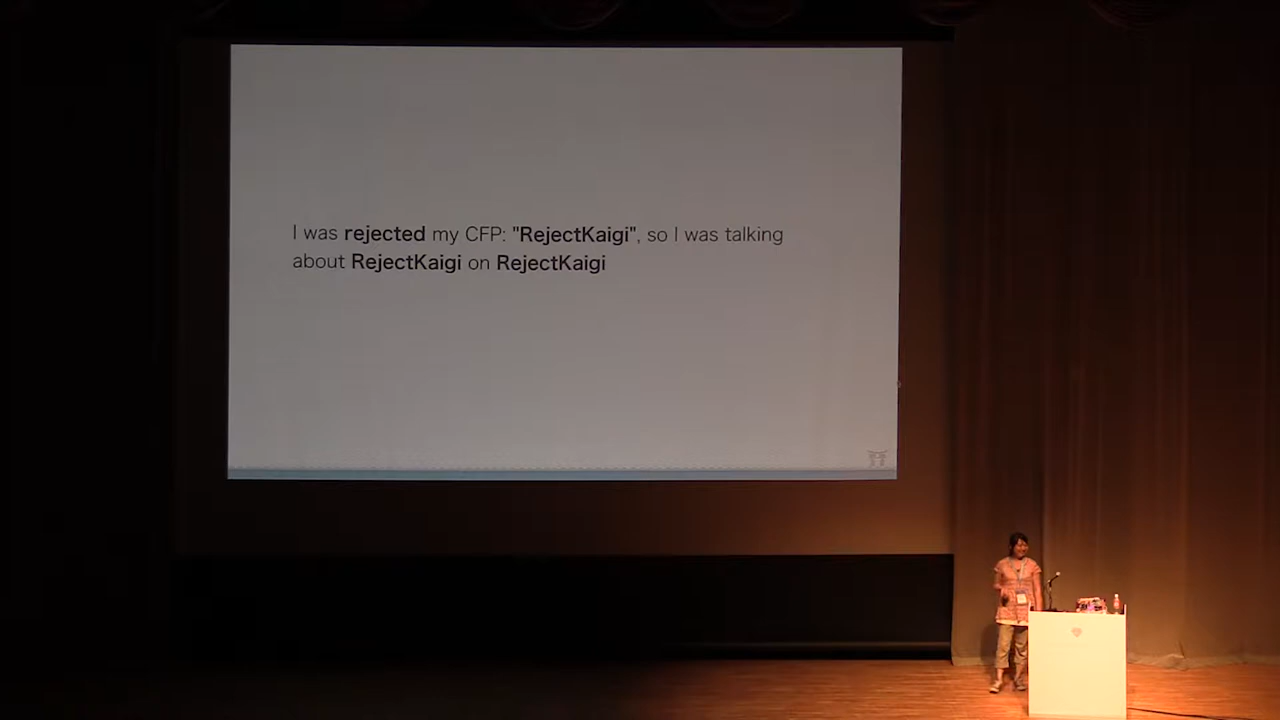 I was rejected my CFP: "RejectKaigi", so I was talking
about RejectKaigi on RejectKaigi